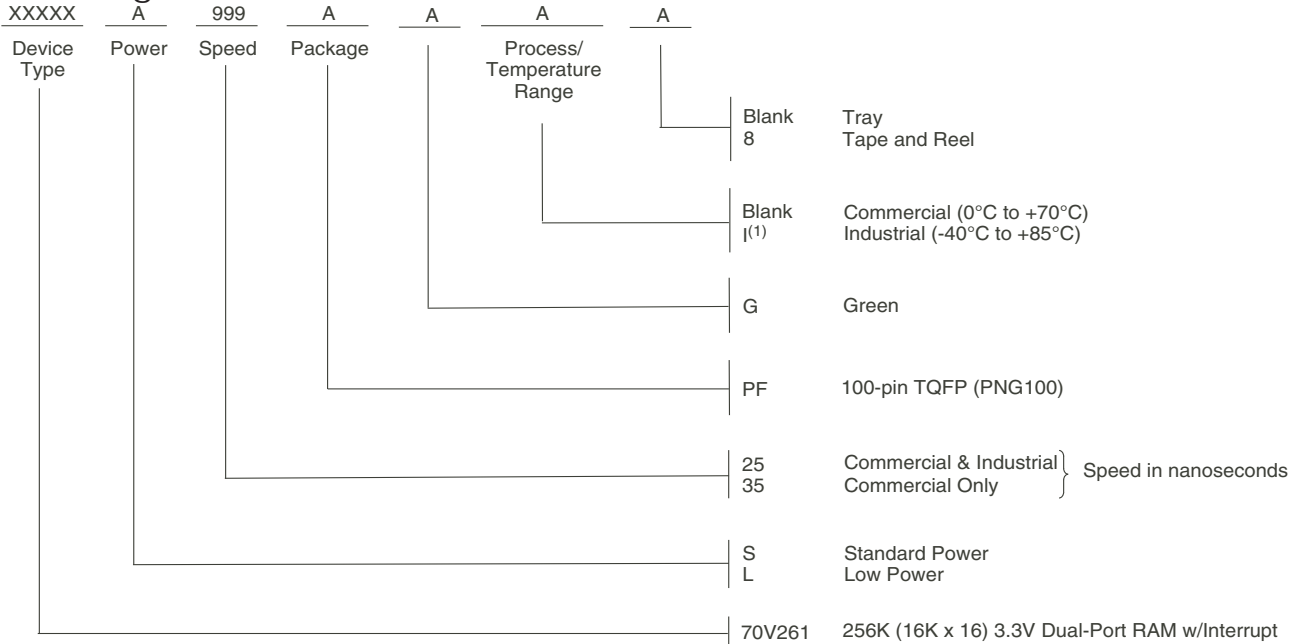 XXXXX A 999 A A A A
Device Type Power Speed Package Process/ Temperature Range
Blank Tray
8 Tape and Reel
Blank Commercial (0°C to +70°C)
I(1) Industrial (-40°C to +85°C)
G Green
PF 100-pin TQFP (PNG100)
25 Commercial & Industrial
35 Commercial Only
Speed in nanoseconds
S Standard Power
L Low Power
70V261 256K (16K x 16) 3.3V Dual-Port RAM w/Interrupt